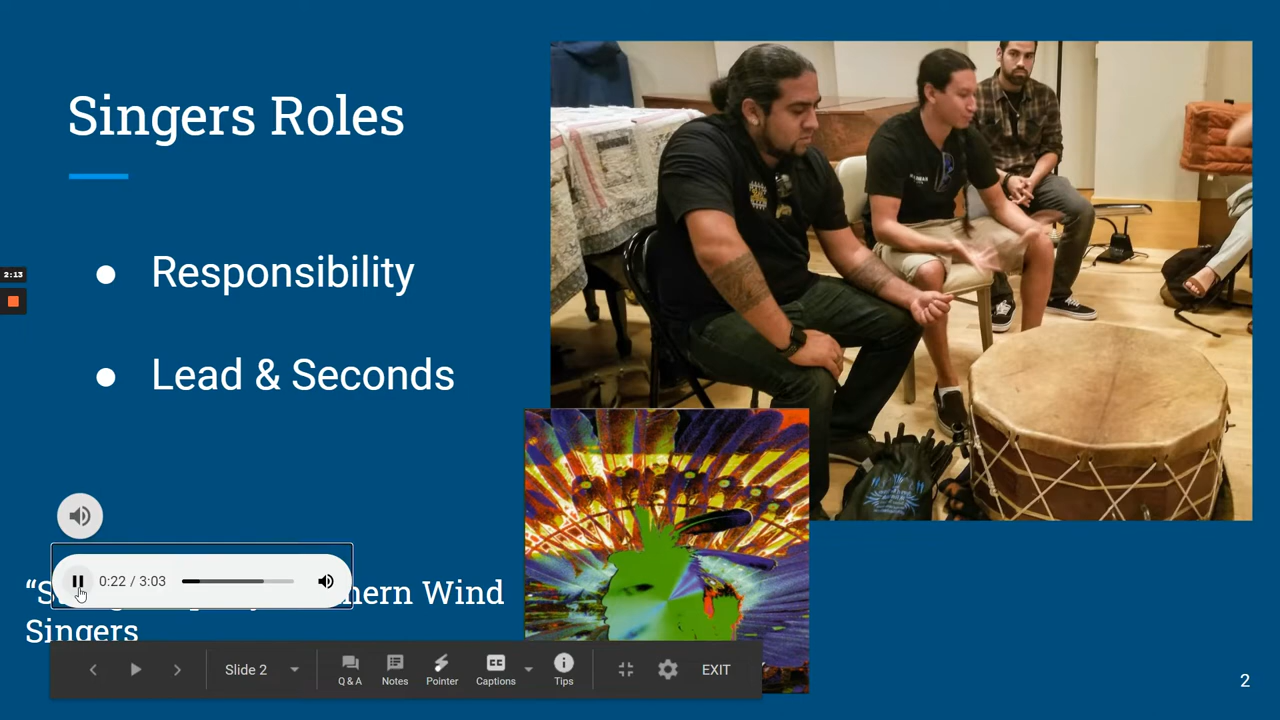 Singers Roles
● Responsibility
● Lead & Seconds
2:13
0:22 / 3:03
hern Wind
Singers
Slide 2
Q & A
Notes
Pointer
Captions
Tips
EXIT
2